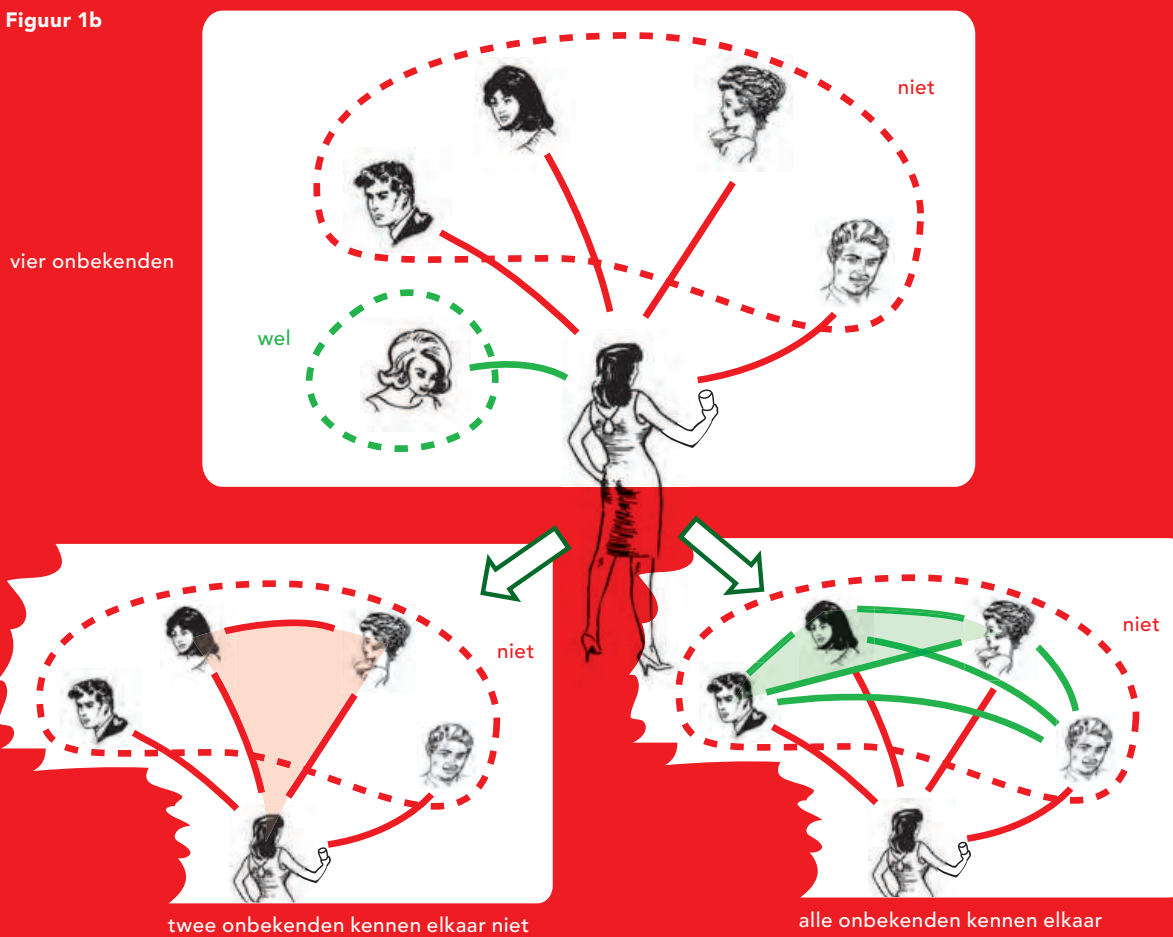 Figuur 1b
niet
vier onbekenden
wel
niet
niet
twee onbekenden kennen elkaar niet
alle onbekenden kennen elkaar